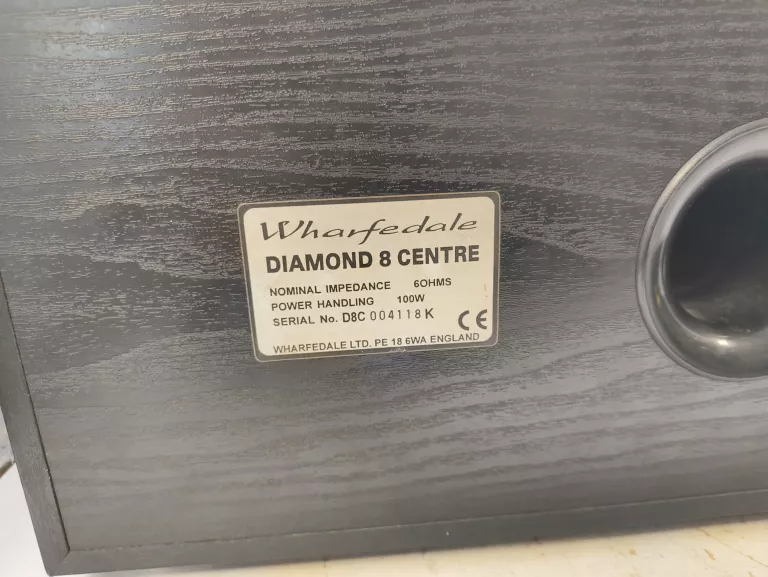 Wharfedale
DIAMOND 8 CENTRE
NOMINAL IMPEDANCE 6OHMS
POWER HANDLING 100W
SERIAL No. D8C 004118K
CE
WHARFEDALE LTD. PE 18 6WA ENGLAND